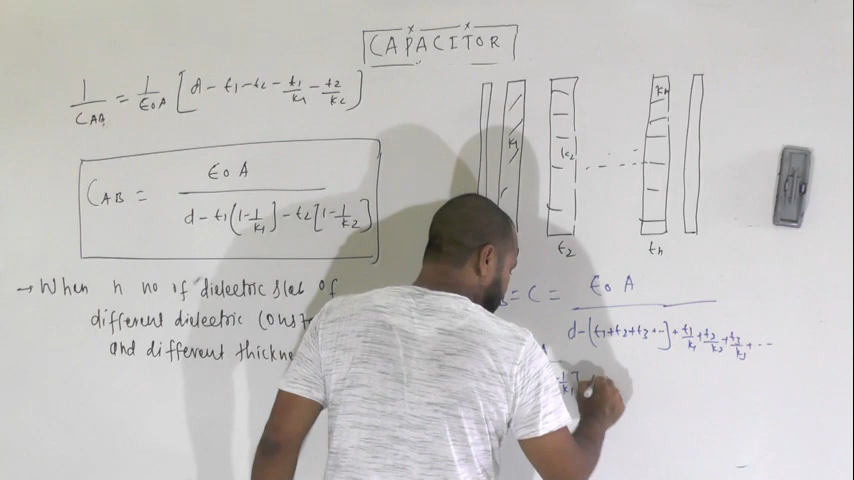 CAPACITOR
1/C_AB = 1/ε0A [d - t1 - t2 - t1/k1 - t2/k2]
C_AB = ε0A / d - t1(1 - 1/k1) - t2[1 - 1/k2]
→ When n no of dielectric slab of
different dielectric
and different
k1
k2
kn
t2
tn
= C = ε0A / d - (t1+t2+t3+--] + t1/k1 + t2/k2 + t3/k3 + ---
1/k1]